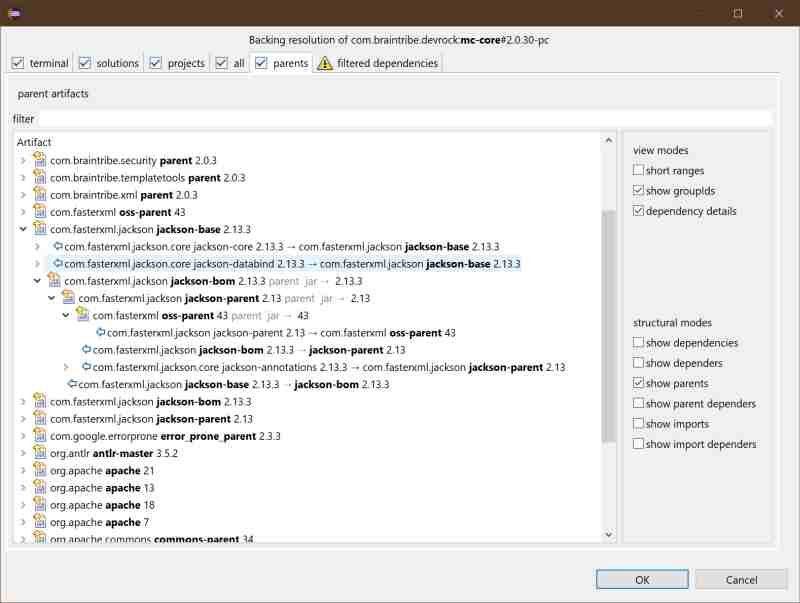 Backing resolution of com.braintribe.devrock:mc-core#2.0.30-pc
terminal solutions projects all parents filtered dependencies
parent artifacts
filter
Artifact
com.braintribe.security parent 2.0.3
com.braintribe.templatetools parent 2.0.3
com.braintribe.xml parent 2.0.3
com.fasterxml oss-parent 43
com.fasterxml.jackson jackson-base 2.13.3
com.fasterxml.jackson.core jackson-core 2.13.3 → com.fasterxml.jackson jackson-base 2.13.3
com.fasterxml.jackson.core jackson-databind 2.13.3 → com.fasterxml.jackson jackson-base 2.13.3
com.fasterxml.jackson jackson-bom 2.13.3 parent jar → 2.13.3
com.fasterxml.jackson jackson-parent 2.13 parent jar → 2.13
com.fasterxml oss-parent 43 parent jar → 43
com.fasterxml.jackson jackson-parent 2.13 → com.fasterxml oss-parent 43
com.fasterxml.jackson jackson-bom 2.13.3 → jackson-parent 2.13
com.fasterxml.jackson.core jackson-annotations 2.13.3 → com.fasterxml.jackson jackson-parent 2.13
com.fasterxml.jackson jackson-base 2.13.3 → jackson-bom 2.13.3
com.fasterxml.jackson jackson-bom 2.13.3
com.fasterxml.jackson jackson-parent 2.13
com.google.errorprone error_prone_parent 2.3.3
org.antlr antlr-master 3.5.2
org.apache apache 21
org.apache apache 13
org.apache apache 18
org.apache apache 7
org.apache.commons commons-parent 34
view modes
short ranges
show groupIds
dependency details
structural modes
show dependencies
show dependers
show parents
show parent dependers
show imports
show import dependers
OK
Cancel